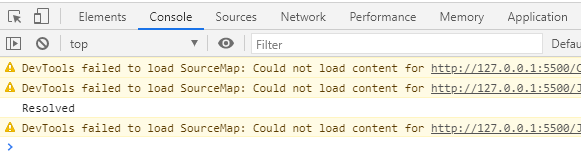 Elements Console Sources Network Performance Memory Application
top Filter
DevTools failed to load SourceMap: Could not load content for http://127.0.0.1:5500/
DevTools failed to load SourceMap: Could not load content for http://127.0.0.1:5500/J
Resolved
DevTools failed to load SourceMap: Could not load content for http://127.0.0.1:5500/J